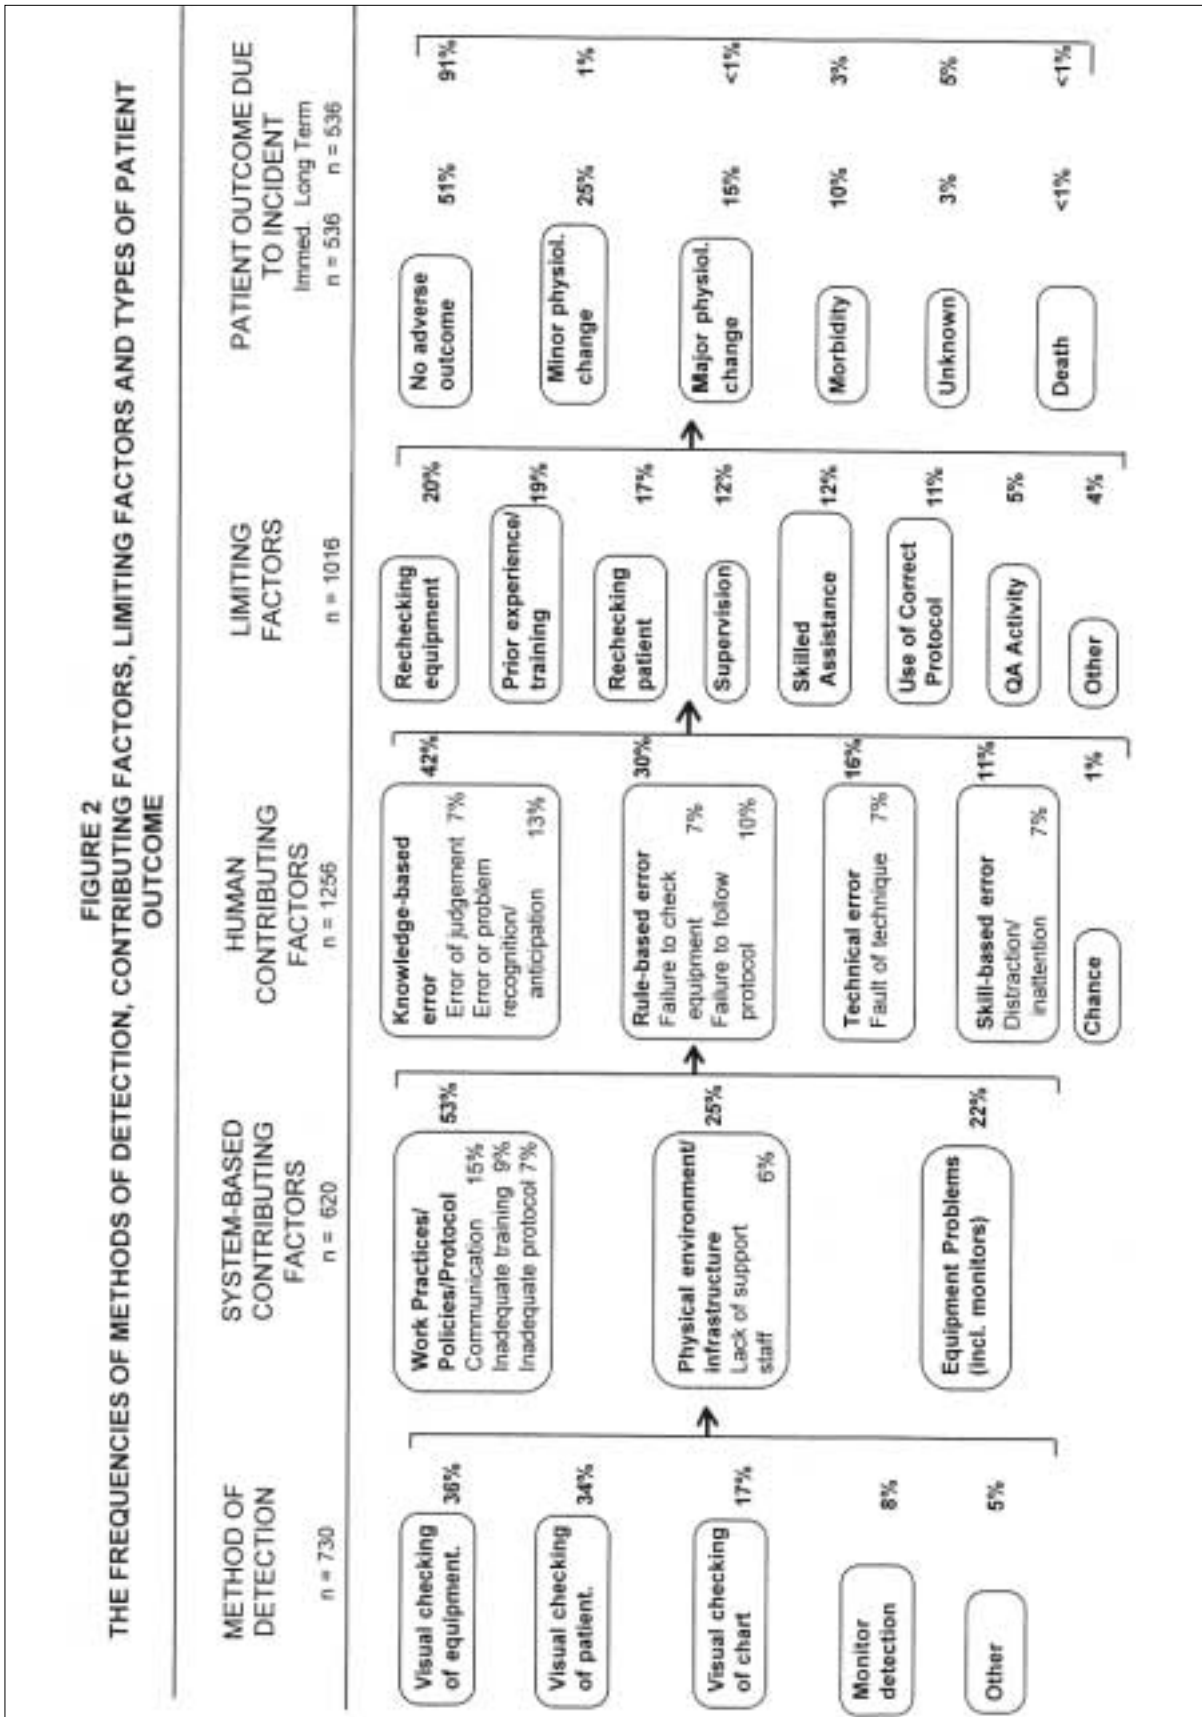 FIGURE 2
THE FREQUENCIES OF METHODS OF DETECTION, CONTRIBUTING FACTORS, LIMITING FACTORS AND TYPES OF PATIENT
OUTCOME
METHOD OF
DETECTION
n = 730
Visual checking
of equipment.
36%
Visual checking
of patient.
34%
Visual checking
of chart
17%
Monitor
detection
8%
Other
5%
SYSTEM-BASED
CONTRIBUTING
FACTORS
n = 620
Work Practices/
Policies/Protocol
53%
Communication 15%
Inadequate training 9%
Inadequate protocol 7%
Physical environment/
infrastructure
25%
Lack of support
staff 6%
Equipment Problems
(incl. monitors)
22%
HUMAN
CONTRIBUTING
FACTORS
n = 1256
Knowledge-based
error
42%
Error of judgement 7%
Error or problem
recognition/
anticipation 13%
Rule-based error
30%
Failure to check
equipment 7%
Failure to follow
protocol 10%
Technical error
16%
Fault of technique 7%
Skill-based error
11%
Distraction/
inattention 7%
Chance
1%
LIMITING
FACTORS
n = 1016
Rechecking
equipment
20%
Prior experience/
training
19%
Rechecking
patient
17%
Supervision
12%
Skilled
Assistance
12%
Use of Correct
Protocol
11%
QA Activity
5%
Other
4%
PATIENT OUTCOME DUE
TO INCIDENT
Immed. Long Term
n = 536 n = 536
No adverse
outcome
51% 91%
Minor physiol.
change
25% 1%
Major physiol.
change
15% <1%
Morbidity
10% 3%
Unknown
3% 5%
Death
<1% <1%